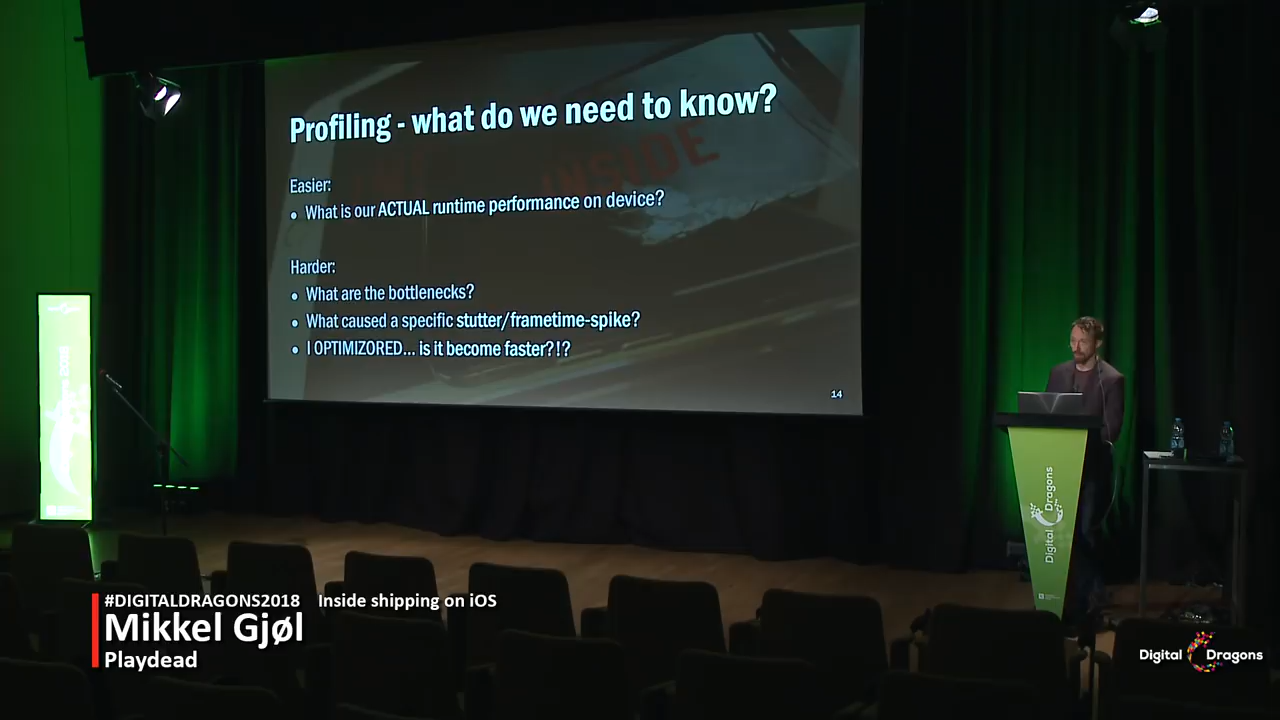 Profiling - what do we need to know?
INSIDE
Easier:
• What is our ACTUAL runtime performance on device?
Harder:
• What are the bottlenecks?
• What caused a specific stutter/frametime-spike?
• I OPTIMIZORED... is it become faster?!?
14
Digital Dragons
#DIGITALDRAGONS2018 Inside shipping on iOS
Mikkel Gjøl
Playdead
Digital Dragons